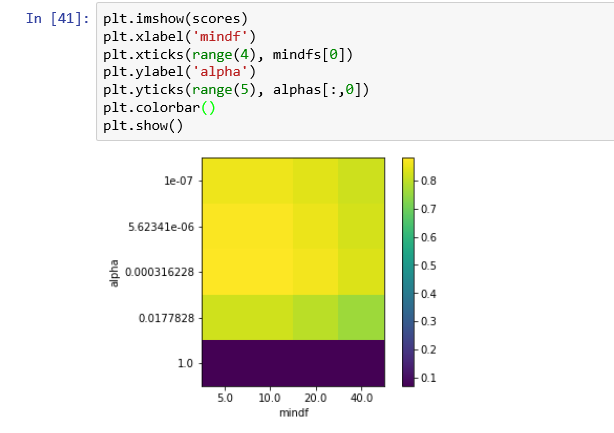 In [41]:
plt.imshow(scores)
plt.xlabel('mindf')
plt.xticks(range(4), mindfs[0])
plt.ylabel('alpha')
plt.yticks(range(5), alphas[:,0])
plt.colorbar()
plt.show()
alpha
1e-07
5.62341e-06
0.000316228
0.0177828
1.0
5.0 10.0 20.0 40.0
mindf
0.8
0.7
0.6
0.5
0.4
0.3
0.2
0.1